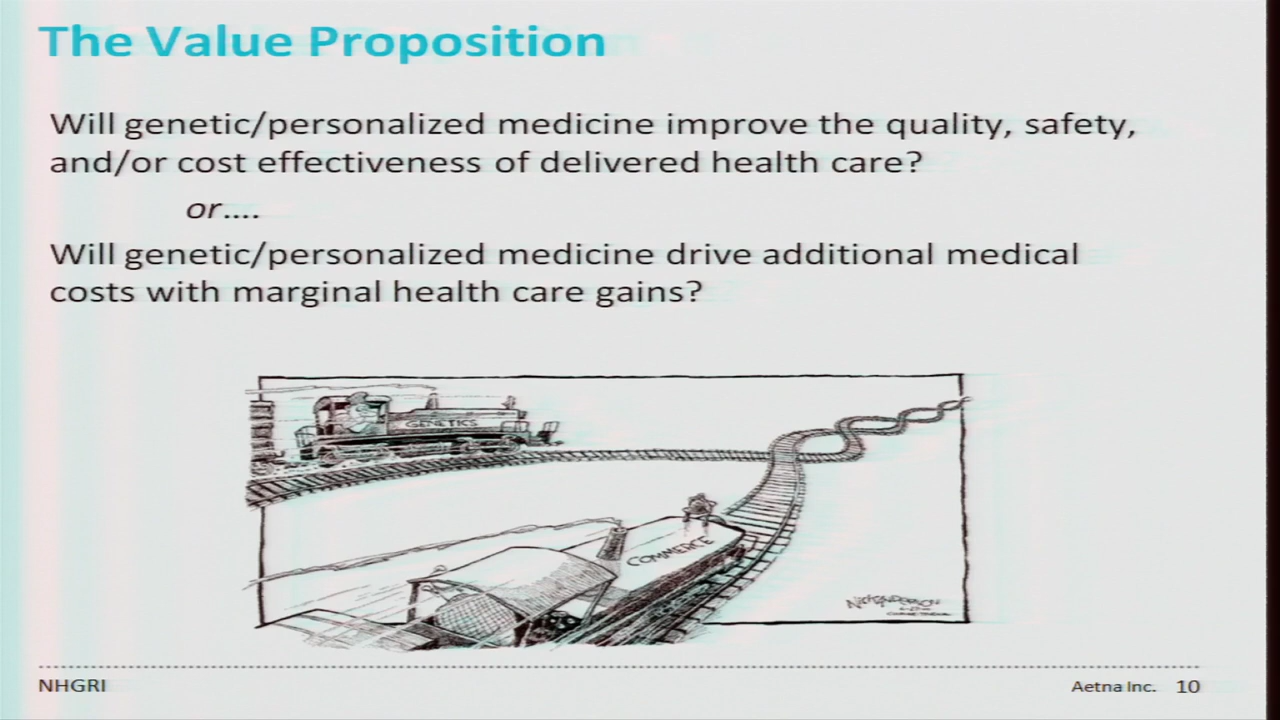 The Value Proposition
Will genetic/personalized medicine improve the quality, safety,
and/or cost effectiveness of delivered health care?
or....
Will genetic/personalized medicine drive additional medical
costs with marginal health care gains?
GENETICS
COMMERCE
NHGRI
Aetna Inc. 10